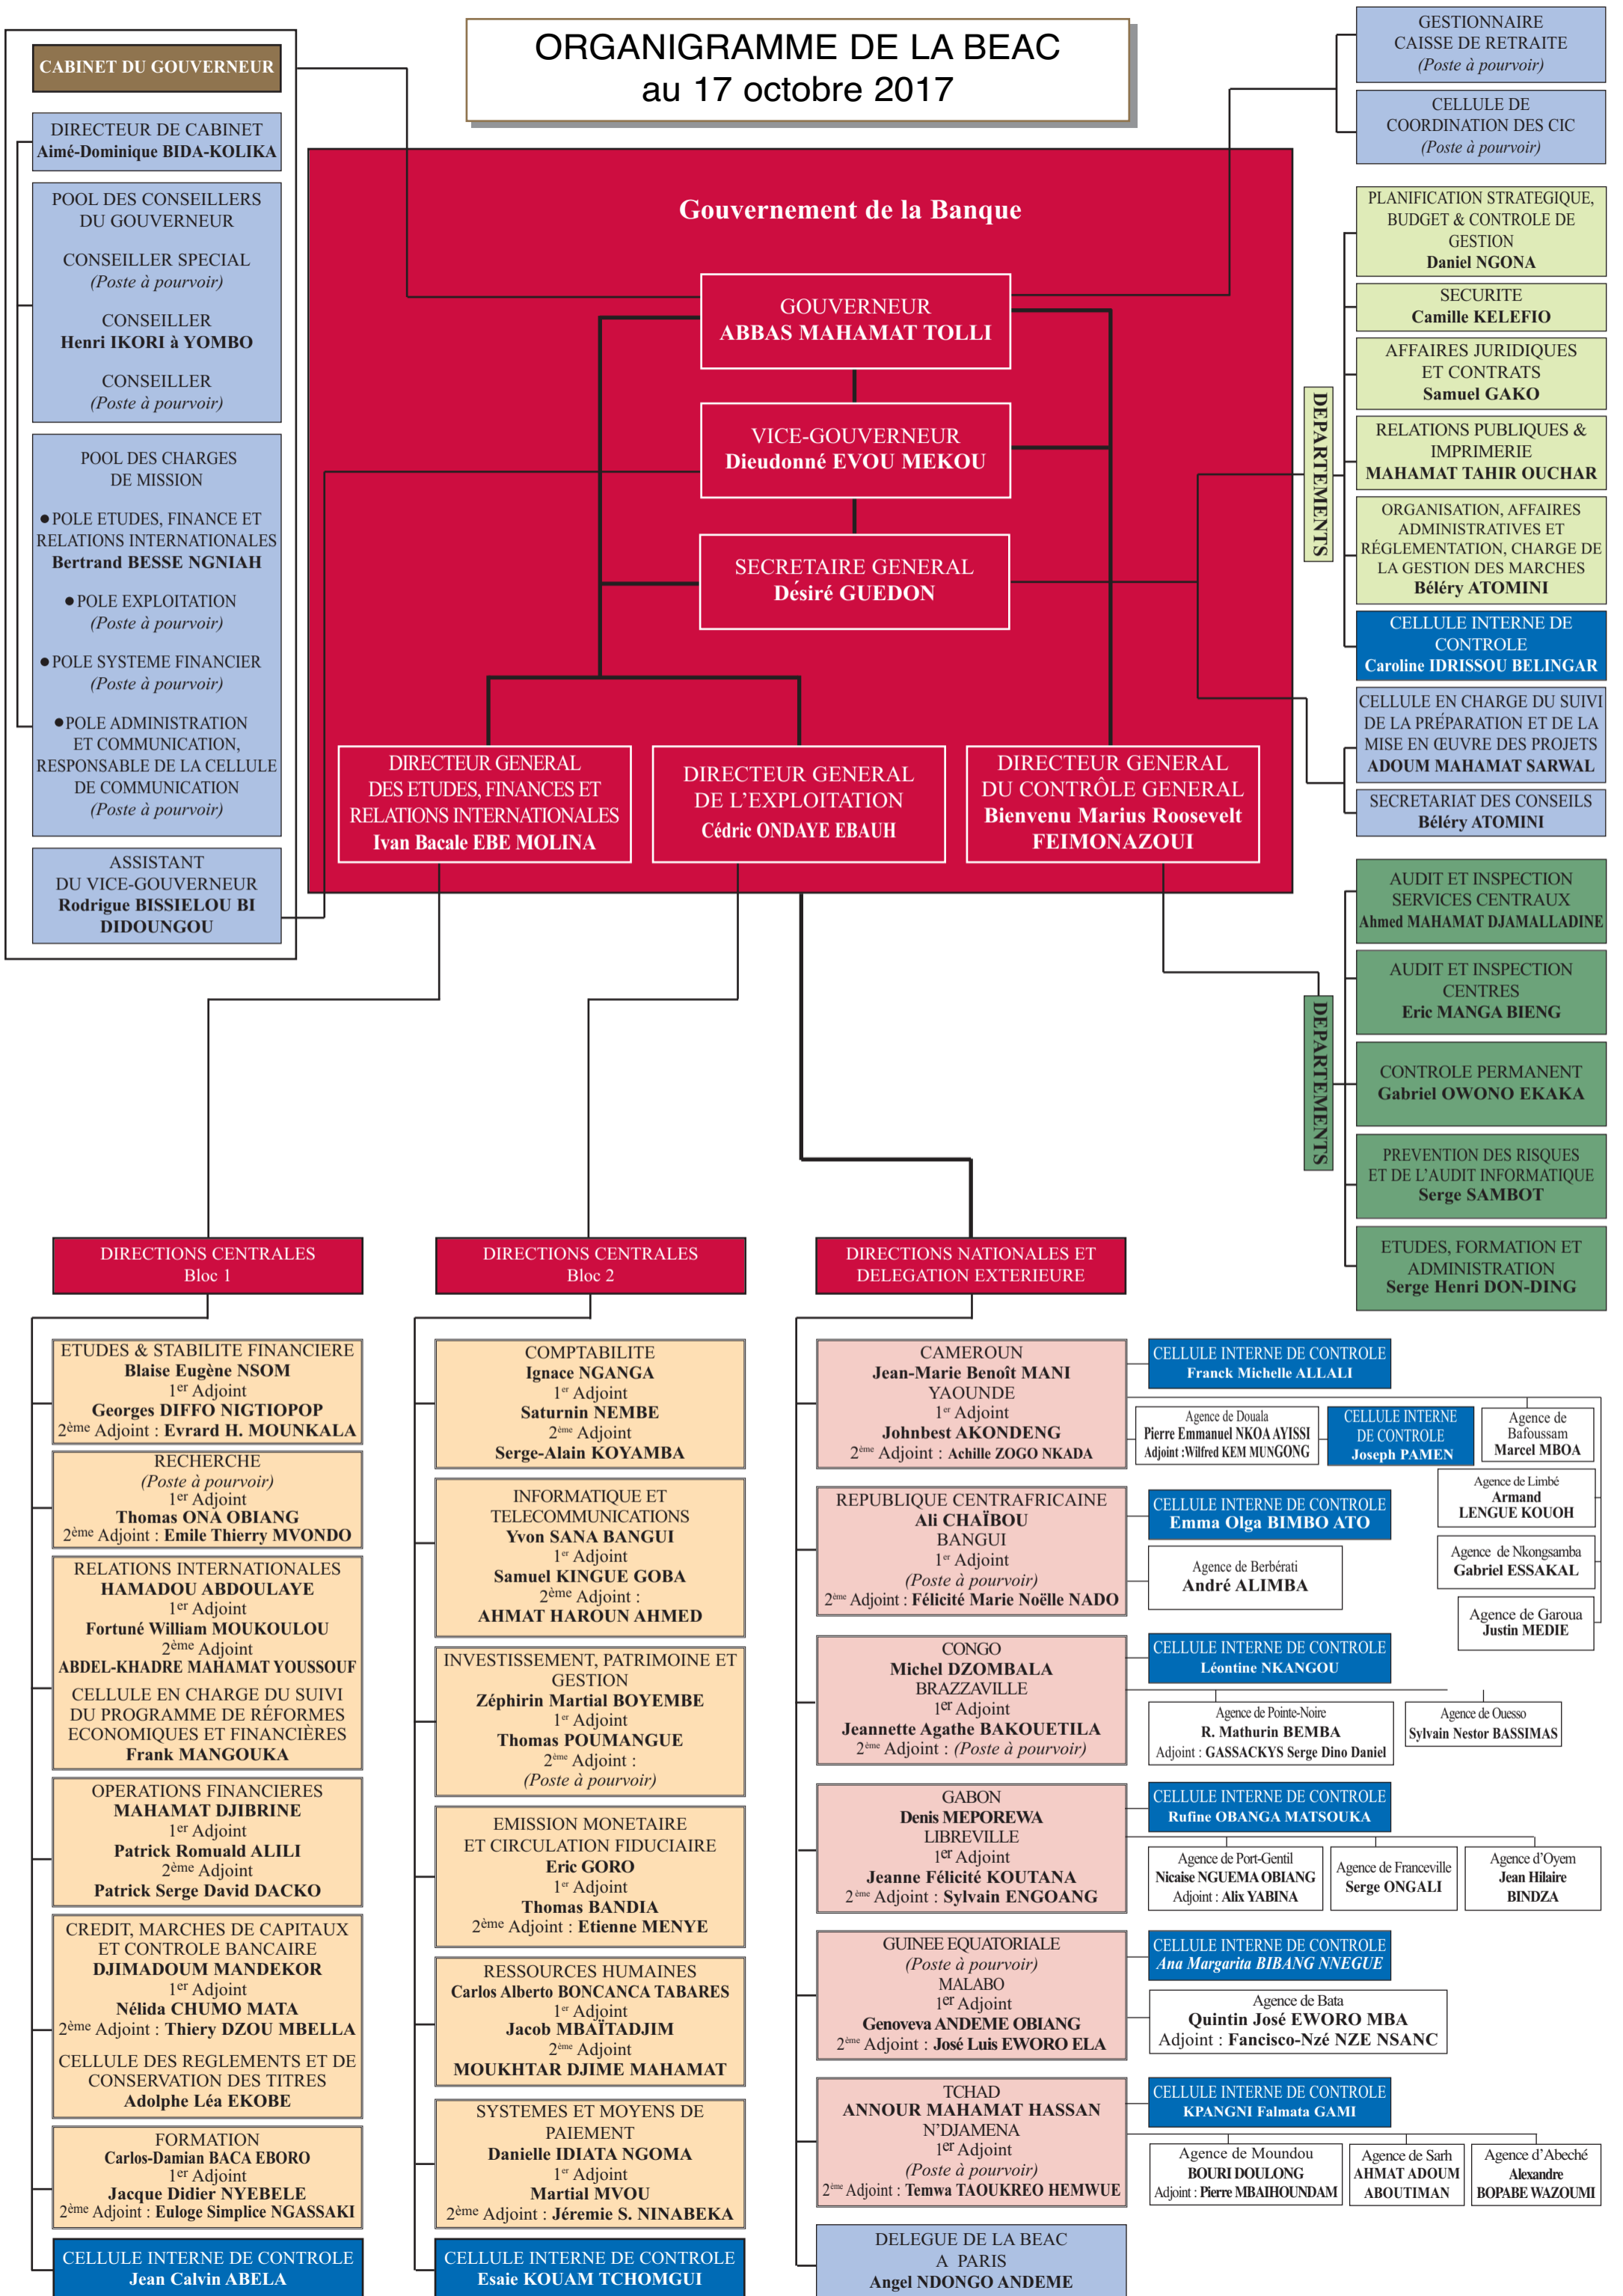 ORGANIGRAMME DE LA BEAC
au 17 octobre 2017
CABINET DU GOUVERNEUR
DIRECTEUR DE CABINET
Aimé-Dominique BIDA-KOLIKA
POOL DES CONSEILLERS
DU GOUVERNEUR
CONSEILLER SPECIAL
(Poste à pourvoir)
CONSEILLER
Henri IKORI à YOMBO
CONSEILLER
(Poste à pourvoir)
POOL DES CHARGES
DE MISSION
● POLE ETUDES, FINANCE ET
RELATIONS INTERNATIONALES
Bertrand BESSE NGNIAH
● POLE EXPLOITATION
(Poste à pourvoir)
● POLE SYSTEME FINANCIER
(Poste à pourvoir)
● POLE ADMINISTRATION
ET COMMUNICATION,
RESPONSABLE DE LA CELLULE
DE COMMUNICATION
(Poste à pourvoir)
ASSISTANT
DU VICE-GOUVERNEUR
Rodrigue BISSIELOU BI
DIDOUNGOU
Gouvernement de la Banque
GOUVERNEUR
ABBAS MAHAMAT TOLLI
VICE-GOUVERNEUR
Dieudonné EVOU MEKOU
SECRETAIRE GENERAL
Désiré GUEDON
DIRECTEUR GENERAL
DES ETUDES, FINANCES ET
RELATIONS INTERNATIONALES
Ivan Bacale EBE MOLINA
DIRECTEUR GENERAL
DE L'EXPLOITATION
Cédric ONDAYE EBAUH
DIRECTEUR GENERAL
DU CONTRÔLE GENERAL
Bienvenu Marius Roosevelt
FEIMONAZOUI
GESTIONNAIRE
CAISSE DE RETRAITE
(Poste à pourvoir)
CELLULE DE
COORDINATION DES CIC
(Poste à pourvoir)
DEPARTEMENTS
PLANIFICATION STRATEGIQUE,
BUDGET & CONTROLE DE
GESTION
Daniel NGONA
SECURITE
Camille KELEFIO
AFFAIRES JURIDIQUES
ET CONTRATS
Samuel GAKO
RELATIONS PUBLIQUES &
IMPRIMERIE
MAHAMAT TAHIR OUCHAR
ORGANISATION, AFFAIRES
ADMINISTRATIVES ET
RÉGLEMENTATION, CHARGE DE
LA GESTION DES MARCHES
Béléry ATOMINI
CELLULE INTERNE DE
CONTROLE
Caroline IDRISSOU BELINGAR
CELLULE EN CHARGE DU SUIVI
DE LA PRÉPARATION ET DE LA
MISE EN ŒUVRE DES PROJETS
ADOUM MAHAMAT SARWAL
SECRETARIAT DES CONSEILS
Béléry ATOMINI
DEPARTEMENTS
AUDIT ET INSPECTION
SERVICES CENTRAUX
Ahmed MAHAMAT DJAMALLADINE
AUDIT ET INSPECTION
CENTRES
Eric MANGA BIENG
CONTROLE PERMANENT
Gabriel OWONO EKAKA
PREVENTION DES RISQUES
ET DE L'AUDIT INFORMATIQUE
Serge SAMBOT
ETUDES, FORMATION ET
ADMINISTRATION
Serge Henri DON-DING
DIRECTIONS CENTRALES
Bloc 1
ETUDES & STABILITE FINANCIERE
Blaise Eugène NSOM
1er Adjoint
Georges DIFFO NIGTIOPOP
2ème Adjoint : Evrard H. MOUNKALA
RECHERCHE
(Poste à pourvoir)
1er Adjoint
Thomas ONA OBIANG
2ème Adjoint : Emile Thierry MVONDO
RELATIONS INTERNATIONALES
HAMADOU ABDOULAYE
1er Adjoint
Fortuné William MOUKOULOU
2ème Adjoint
ABDEL-KHADRE MAHAMAT YOUSSOUF
CELLULE EN CHARGE DU SUIVI
DU PROGRAMME DE RÉFORMES
ECONOMIQUES ET FINANCIÈRES
Frank MANGOUKA
OPERATIONS FINANCIERES
MAHAMAT DJIBRINE
1er Adjoint
Patrick Romuald ALILI
2ème Adjoint
Patrick Serge David DACKO
CREDIT, MARCHES DE CAPITAUX
ET CONTROLE BANCAIRE
DJIMADOUM MANDEKOR
1er Adjoint
Nélida CHUMO MATA
2ème Adjoint : Thiery DZOU MBELLA
CELLULE DES REGLEMENTS ET DE
CONSERVATION DES TITRES
Adolphe Léa EKOBE
FORMATION
Carlos-Damian BACA EBORO
1er Adjoint
Jacque Didier NYEBELE
2ème Adjoint : Euloge Simplice NGASSAKI
CELLULE INTERNE DE CONTROLE
Jean Calvin ABELA
DIRECTIONS CENTRALES
Bloc 2
COMPTABILITE
Ignace NGANGA
1er Adjoint
Saturnin NEMBE
2ème Adjoint
Serge-Alain KOYAMBA
INFORMATIQUE ET
TELECOMMUNICATIONS
Yvon SANA BANGUI
1er Adjoint
Samuel KINGUE GOBA
2ème Adjoint :
AHMAT HAROUN AHMED
INVESTISSEMENT, PATRIMOINE ET
GESTION
Zéphirin Martial BOYEMBE
1er Adjoint
Thomas POUMANGUE
2ème Adjoint :
(Poste à pourvoir)
EMISSION MONETAIRE
ET CIRCULATION FIDUCIAIRE
Eric GORO
1er Adjoint
Thomas BANDIA
2ème Adjoint : Etienne MENYE
RESSOURCES HUMAINES
Carlos Alberto BONCANCA TABARES
1er Adjoint
Jacob MBAÏTADJIM
2ème Adjoint
MOUKHTAR DJIME MAHAMAT
SYSTEMES ET MOYENS DE
PAIEMENT
Danielle IDIATA NGOMA
1er Adjoint
Martial MVOU
2ème Adjoint : Jéremie S. NINABEKA
CELLULE INTERNE DE CONTROLE
Esaie KOUAM TCHOMGUI
DIRECTIONS NATIONALES ET
DELEGATION EXTERIEURE
CAMEROUN
Jean-Marie Benoît MANI
YAOUNDE
1er Adjoint
Johnbest AKONDENG
2ème Adjoint : Achille ZOGO NKADA
CELLULE INTERNE DE CONTROLE
Franck Michelle ALLALI
Agence de Douala
Pierre Emmanuel NKOA AYISSI
Adjoint :Wilfred KEM MUNGONG
CELLULE INTERNE
DE CONTROLE
Joseph PAMEN
Agence de
Bafoussam
Marcel MBOA
Agence de Limbé
Armand
LENGUE KOUOH
Agence de Nkongsamba
Gabriel ESSAKAL
Agence de Garoua
Justin MEDIE
REPUBLIQUE CENTRAFRICAINE
Ali CHAÏBOU
BANGUI
1er Adjoint
(Poste à pourvoir)
2ème Adjoint : Félicité Marie Noëlle NADO
CELLULE INTERNE DE CONTROLE
Emma Olga BIMBO ATO
Agence de Berbérati
André ALIMBA
CONGO
Michel DZOMBALA
BRAZZAVILLE
1er Adjoint
Jeannette Agathe BAKOUETILA
2ème Adjoint : (Poste à pourvoir)
CELLULE INTERNE DE CONTROLE
Léontine NKANGOU
Agence de Pointe-Noire
R. Mathurin BEMBA
Adjoint : GASSACKYS Serge Dino Daniel
Agence de Ouesso
Sylvain Nestor BASSIMAS
GABON
Denis MEPOREWA
LIBREVILLE
1er Adjoint
Jeanne Félicité KOUTANA
2ème Adjoint : Sylvain ENGOANG
CELLULE INTERNE DE CONTROLE
Rufine OBANGA MATSOUKA
Agence de Port-Gentil
Nicaise NGUEMA OBIANG
Adjoint : Alix YABINA
Agence de Franceville
Serge ONGALI
Agence d'Oyem
Jean Hilaire
BINDZA
GUINEE EQUATORIALE
(Poste à pourvoir)
MALABO
1er Adjoint
Genoveva ANDEME OBIANG
2ème Adjoint : José Luis EWORO ELA
CELLULE INTERNE DE CONTROLE
Ana Margarita BIBANG NNEGUE
Agence de Bata
Quintin José EWORO MBA
Adjoint : Fancisco-Nzé NZE NSANC
TCHAD
ANNOUR MAHAMAT HASSAN
N'DJAMENA
1er Adjoint
(Poste à pourvoir)
2ème Adjoint : Temwa TAOUKREO HEMWUE
CELLULE INTERNE DE CONTROLE
KPANGNI Falmata GAMI
Agence de Moundou
BOURI DOULONG
Adjoint : Pierre MBAIHOUNDAM
Agence de Sarh
AHMAT ADOUM
ABOUTIMAN
Agence d'Abeché
Alexandre
BOPABE WAZOUMI
DELEGUE DE LA BEAC
A PARIS
Angel NDONGO ANDEME